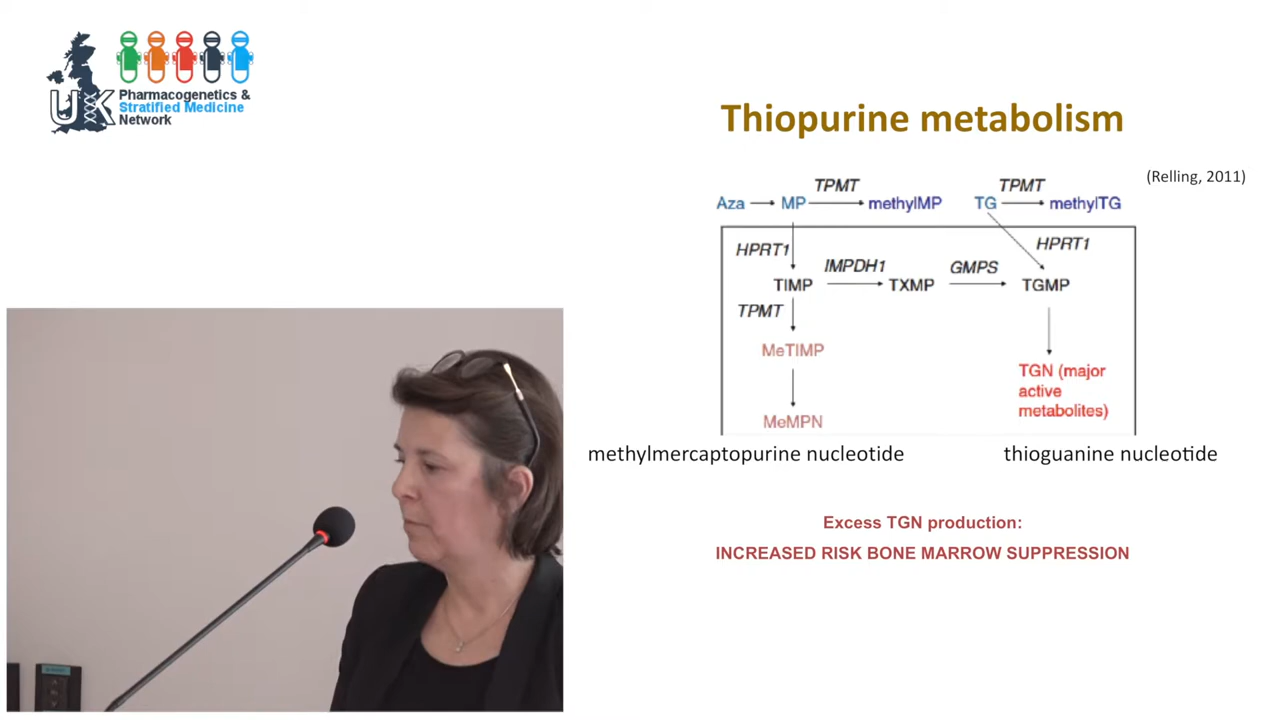 UK
Pharmacogenetics &
Stratified Medicine
Network
Thiopurine metabolism
(Relling, 2011)
TPMT
TPMT
Aza
MP
methylMP
TG
methylTG
HPRT1
HPRT1
IMPDH1
GMPS
TIMP
TXMP
TGMP
TPMT
MeTIMP
TGN (major
active
metabolites)
MeMPN
methylmercaptopurine nucleotide
thioguanine nucleotide
Excess TGN production:
INCREASED RISK BONE MARROW SUPPRESSION